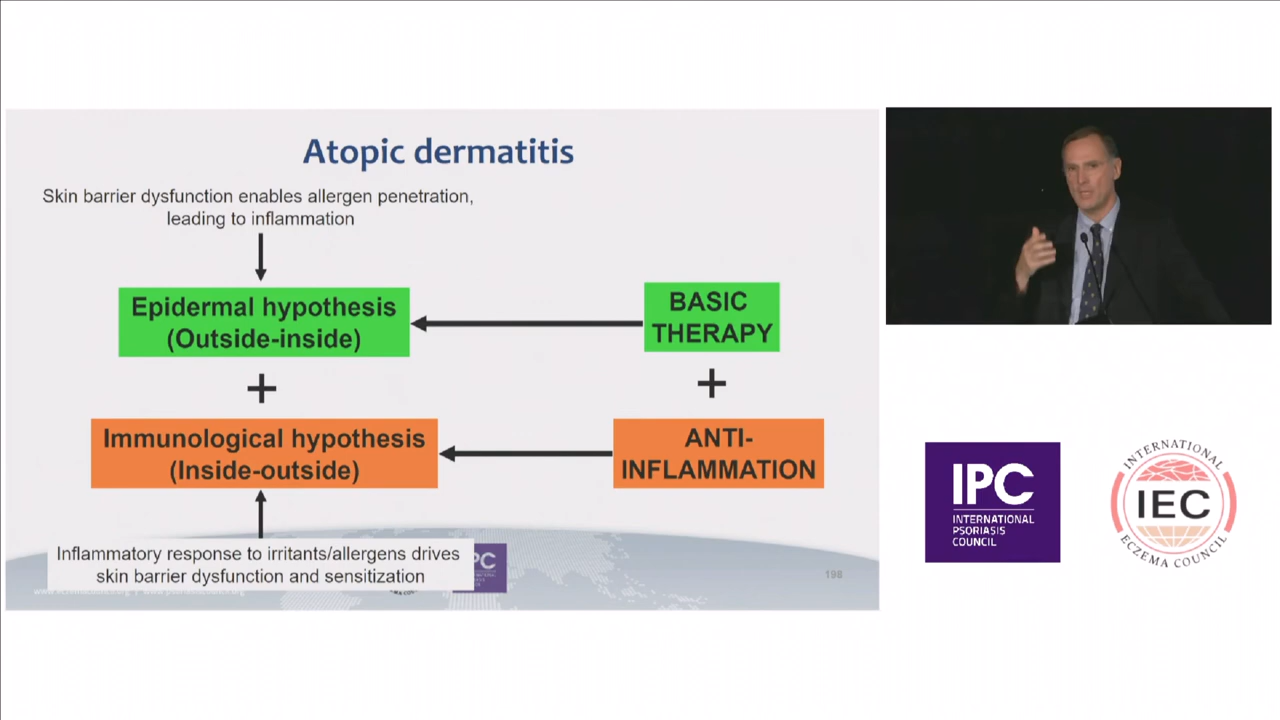 Atopic dermatitis
Skin barrier dysfunction enables allergen penetration,
leading to inflammation
Epidermal hypothesis
(Outside-inside)
BASIC
THERAPY
+
+
Immunological hypothesis
(Inside-outside)
ANTI-
INFLAMMATION
Inflammatory response to irritants/allergens drives
skin barrier dysfunction and sensitization
PC
198
IPC
INTERNATIONAL
PSORIASIS
COUNCIL
INTERNATIONAL
IEC
ECZEMA COUNCIL